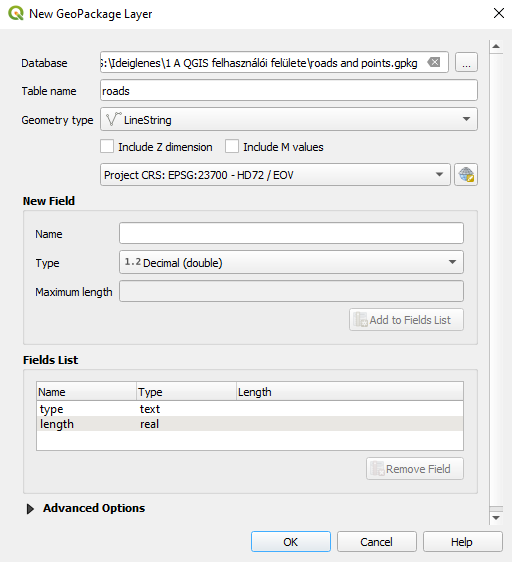 New GeoPackage Layer
Database
S:\Ideiglenes\1 A QGIS felhasználói felülete\roads and points.gpkg
...
Table name
roads
Geometry type
LineString
Include Z dimension
Include M values
Project CRS: EPSG:23700 - HD72 / EOV
New Field
Name
Type
1.2 Decimal (double)
Maximum length
Add to Fields List
Fields List
Name Type Length
type text
length real
Remove Field
Advanced Options
OK Cancel Help